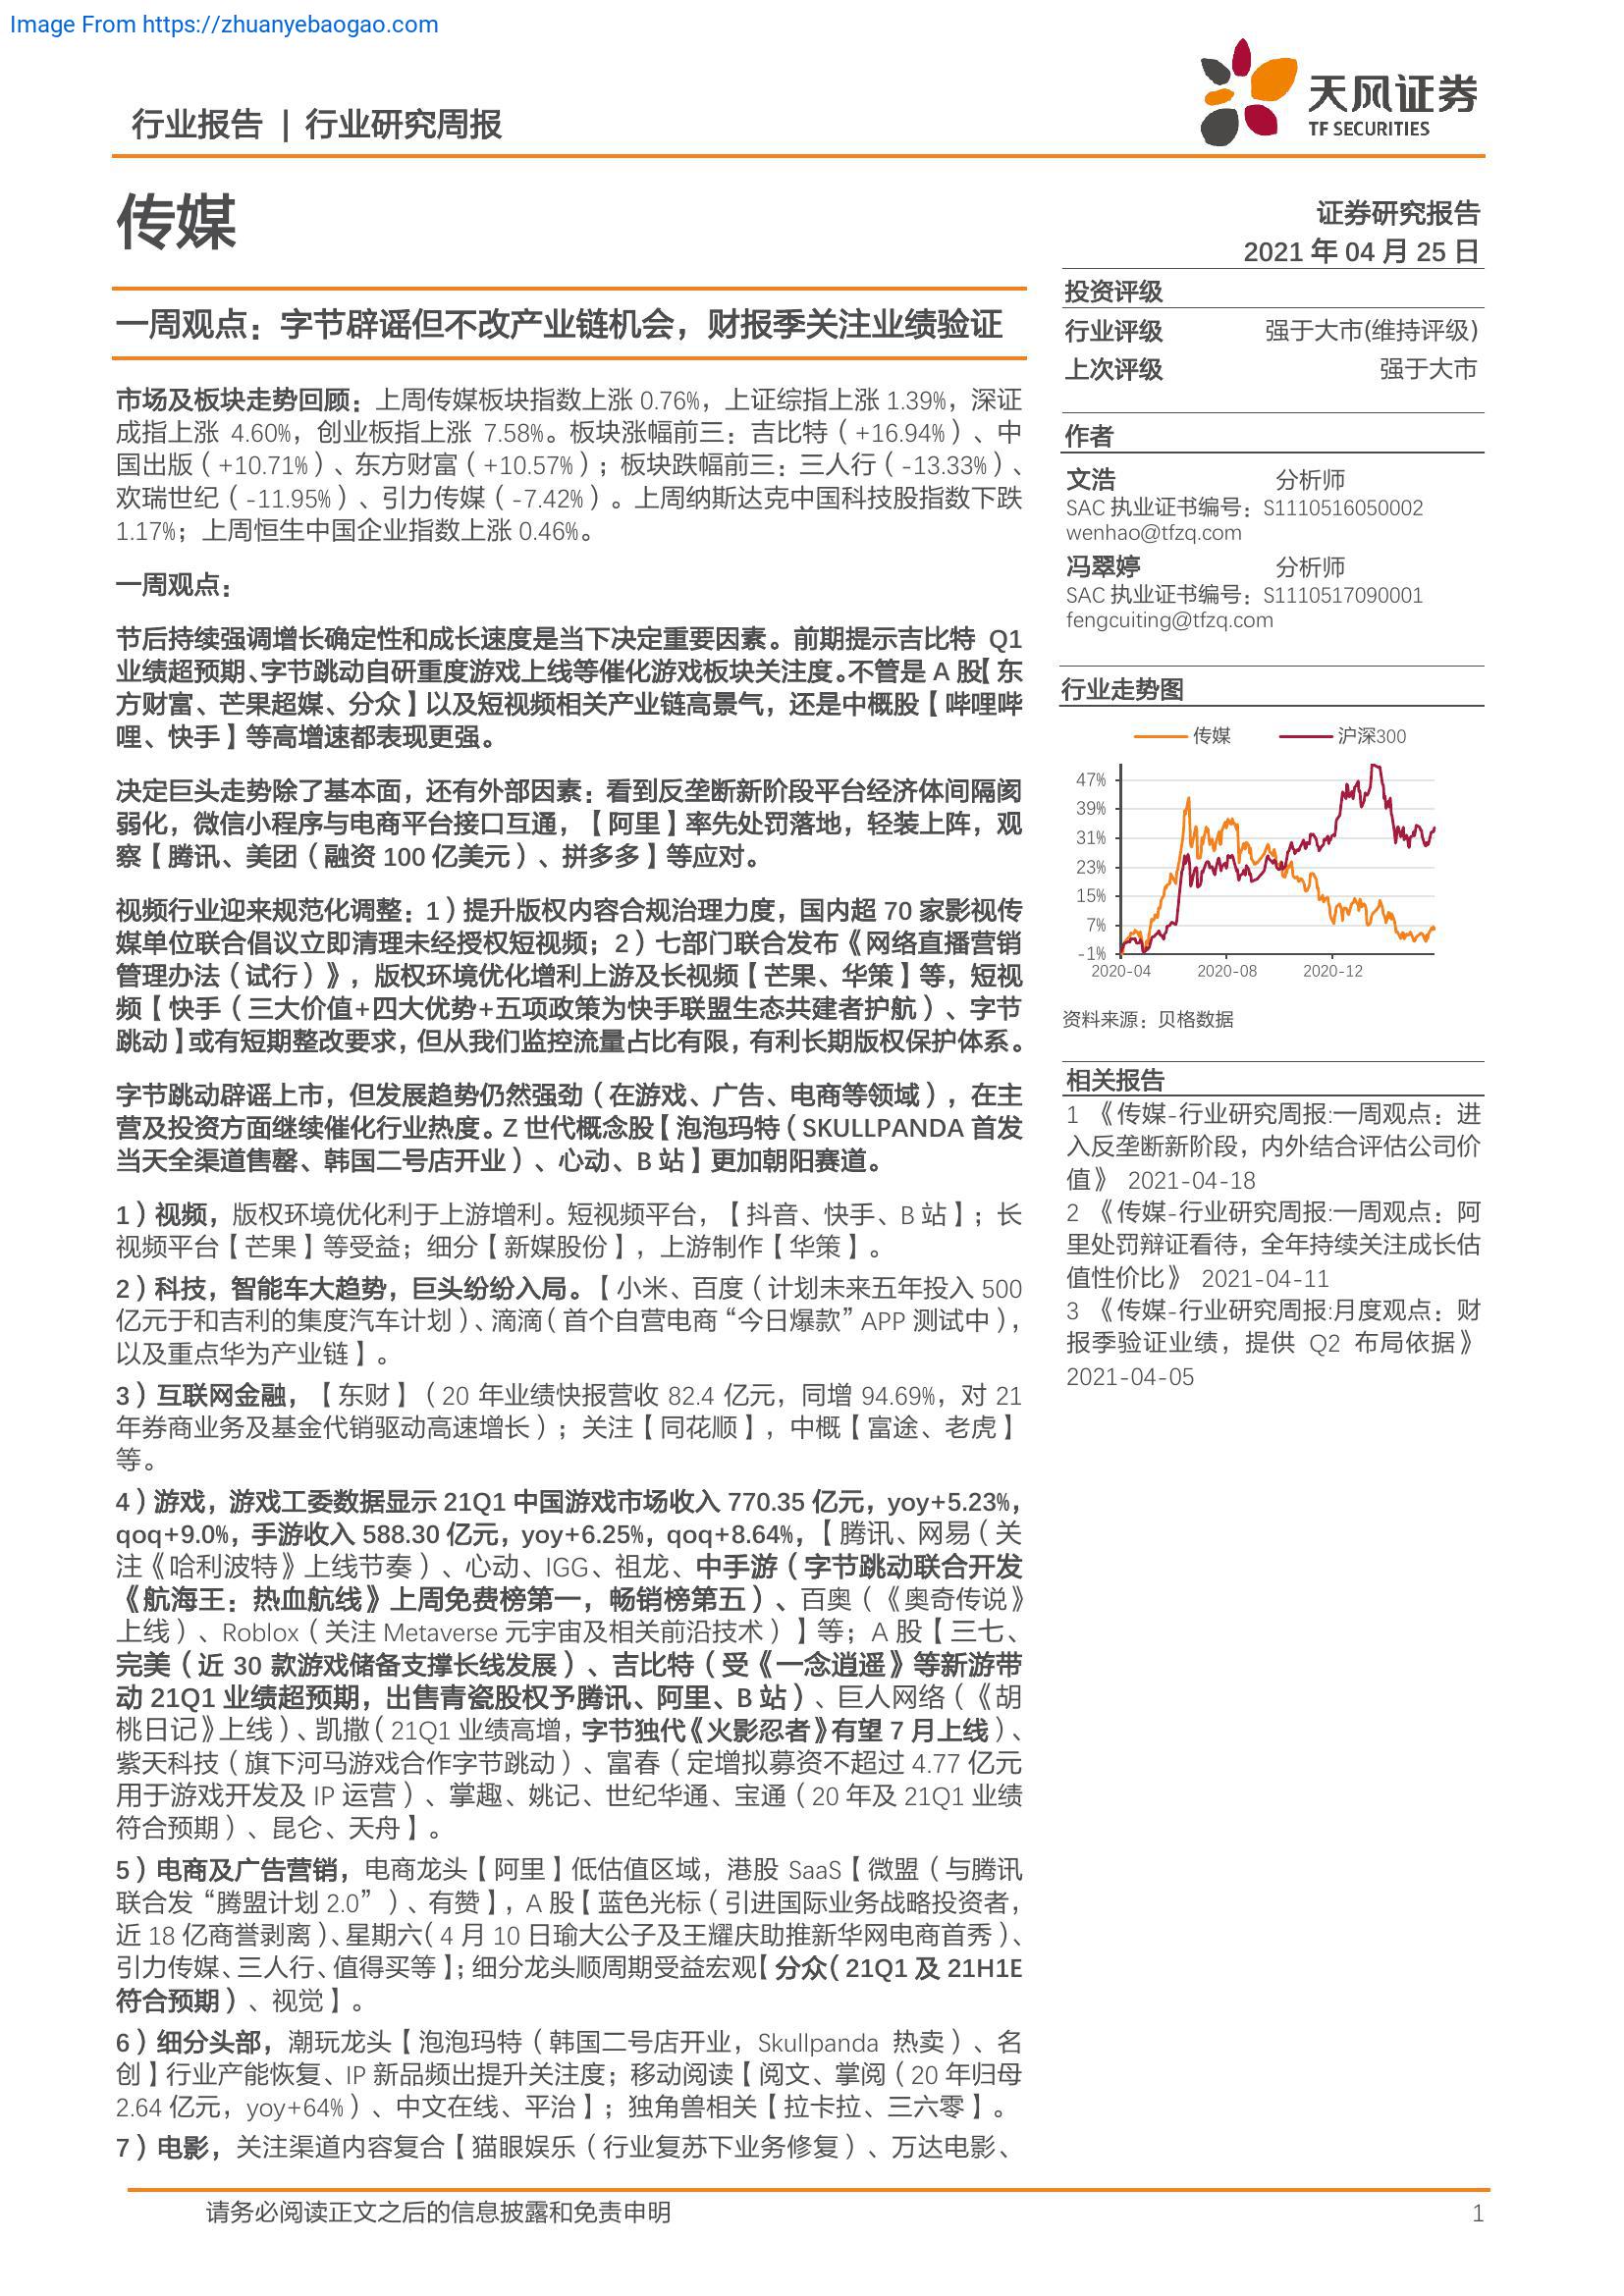 Image From https://zhuanyebaogao.com
行业报告 | 行业研究周报
天风证券
TF SECURITIES
传媒
一周观点：字节辟谣但不改产业链机会，财报季关注业绩验证
市场及板块走势回顾：上周传媒板块指数上涨 0.76%，上证综指上涨 1.39%，深证
成指上涨 4.60%，创业板指上涨 7.58%。板块涨幅前三：吉比特（+16.94%）、中
国出版（+10.71%）、东方财富（+10.57%）；板块跌幅前三：三人行（-13.33%）、
欢瑞世纪（-11.95%）、引力传媒（-7.42%）。上周纳斯达克中国科技股指数下跌
1.17%；上周恒生中国企业指数上涨 0.46%。
一周观点：
节后持续强调增长确定性和成长速度是当下决定重要因素。前期提示吉比特 Q1
业绩超预期、字节跳动自研重度游戏上线等催化游戏板块关注度。不管是 A 股【东
方财富、芒果超媒、分众】以及短视频相关产业链高景气，还是中概股【哔哩哔
哩、快手】等高增速都表现更强。
决定巨头走势除了基本面，还有外部因素：看到反垄断新阶段平台经济体间隔阂
弱化，微信小程序与电商平台接口互通，【阿里】率先处罚落地，轻装上阵，观
察【腾讯、美团（融资 100 亿美元）、拼多多】等应对。
视频行业迎来规范化调整：1）提升版权内容合规治理力度，国内超 70 家影视传
媒单位联合倡议立即清理未经授权短视频；2）七部门联合发布《网络直播营销
管理办法（试行）》，版权环境优化增利上游及长视频【芒果、华策】等，短视
频【快手（三大价值+四大优势+五项政策为快手联盟生态共建者护航）、字节
跳动】或有短期整改要求，但从我们监控流量占比有限，有利长期版权保护体系。
字节跳动辟谣上市，但发展趋势仍然强劲（在游戏、广告、电商等领域），在主
营及投资方面继续催化行业热度。Z 世代概念股【泡泡玛特（SKULLPANDA 首发
当天全渠道售罄、韩国二号店开业）、心动、B 站】更加朝阳赛道。
1）视频，版权环境优化利于上游增利。短视频平台，【抖音、快手、B 站】；长
视频平台【芒果】等受益；细分【新媒股份】，上游制作【华策】。
2）科技，智能车大趋势，巨头纷纷入局。【小米、百度（计划未来五年投入 500
亿元于和吉利的集度汽车计划）、滴滴（首个自营电商“今日爆款”APP 测试中），
以及重点华为产业链】。
3）互联网金融，【东财】（20 年业绩快报营收 82.4 亿元，同增 94.69%，对 21
年券商业务及基金代销驱动高速增长）；关注【同花顺】，中概【富途、老虎】
等。
4）游戏，游戏工委数据显示 21Q1 中国游戏市场收入 770.35 亿元，yoy+5.23%，
qoq+9.0%，手游收入 588.30 亿元，yoy+6.25%，qoq+8.64%，【腾讯、网易（关
注《哈利波特》上线节奏）、心动、IGG、祖龙、中手游（字节跳动联合开发
《航海王：热血航线》上周免费榜第一，畅销榜第五）、百奥（《奥奇传说》
上线）、Roblox（关注 Metaverse 元宇宙及相关前沿技术）】等；A 股【三七、
完美（近 30 款游戏储备支撑长线发展）、吉比特（受《一念逍遥》等新游带
动 21Q1 业绩超预期，出售青瓷股权予腾讯、阿里、B 站）、巨人网络（《胡
桃日记》上线）、凯撒（21Q1 业绩高增，字节独代《火影忍者》有望 7 月上线）、
紫天科技（旗下河马游戏合作字节跳动）、富春（定增拟募资不超过 4.77 亿元
用于游戏开发及 IP 运营）、掌趣、姚记、世纪华通、宝通（20 年及 21Q1 业绩
符合预期）、昆仑、天舟】。
5）电商及广告营销，电商龙头【阿里】低估值区域，港股 SaaS【微盟（与腾讯
联合发“腾盟计划 2.0”）、有赞】，A 股【蓝色光标（引进国际业务战略投资者，
近 18 亿商誉剥离）、星期六（4 月 10 日瑜大公子及王耀庆助推新华网电商首秀）、
引力传媒、三人行、值得买等】；细分龙头顺周期受益宏观【分众（21Q1 及 21H1E
符合预期）、视觉】。
6）细分头部，潮玩龙头【泡泡玛特（韩国二号店开业，Skullpanda 热卖）、名
创】行业产能恢复、IP 新品频出提升关注度；移动阅读【阅文、掌阅（20 年归母
2.64 亿元，yoy+64%）、中文在线、平治】；独角兽相关【拉卡拉、三六零】。
7）电影，关注渠道内容复合【猫眼娱乐（行业复苏下业务修复）、万达电影、
证券研究报告
2021 年 04 月 25 日
投资评级
行业评级 强于大市(维持评级)
上次评级 强于大市
作者
文浩 分析师
SAC 执业证书编号：S1110516050002
wenhao@tfzq.com
冯翠婷 分析师
SAC 执业证书编号：S1110517090001
fengcuiting@tfzq.com
行业走势图
传媒 沪深300
47%
39%
31%
23%
15%
7%
-1%
2020-04 2020-08 2020-12
资料来源：贝格数据
相关报告
1 《传媒-行业研究周报:一周观点：进
入反垄断新阶段，内外结合评估公司价
值》 2021-04-18
2 《传媒-行业研究周报:一周观点：阿
里处罚辩证看待，全年持续关注成长估
值性价比》 2021-04-11
3 《传媒-行业研究周报:月度观点：财
报季验证业绩，提供 Q2 布局依据》
2021-04-05
请务必阅读正文之后的信息披露和免责申明 1